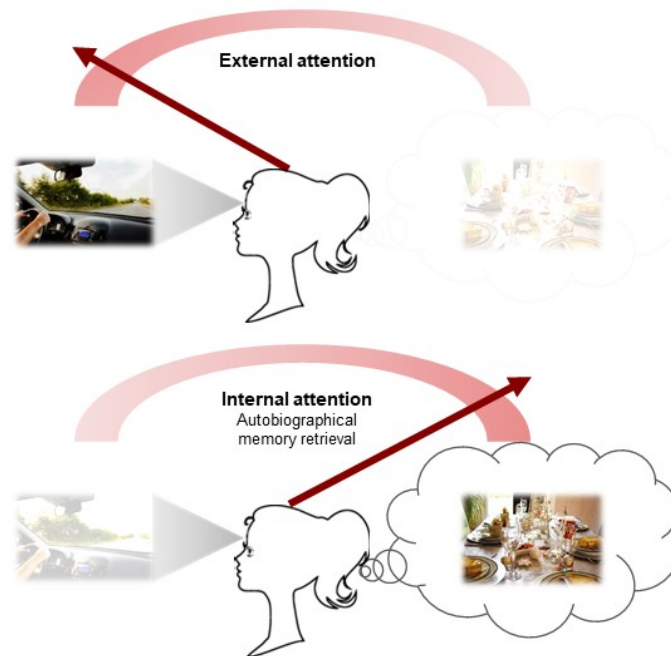 External attention
Internal attention
Autobiographical
memory retrieval